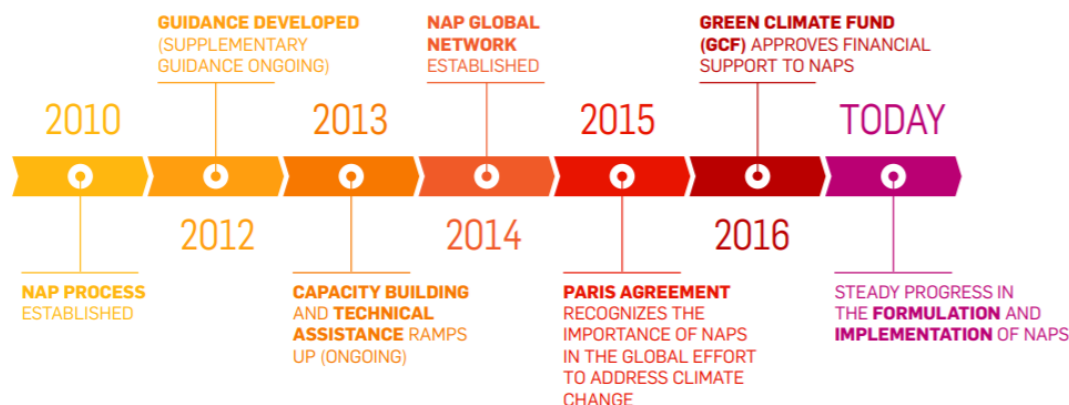 GUIDANCE DEVELOPED
(SUPPLEMENTARY
GUIDANCE ONGOING)
NAP GLOBAL
NETWORK
ESTABLISHED
GREEN CLIMATE FUND
(GCF) APPROVES FINANCIAL
SUPPORT TO NAPS
2010
2013
2015
TODAY
2012
2014
2016
NAP PROCESS
ESTABLISHED
CAPACITY BUILDING
AND TECHNICAL
ASSISTANCE RAMPS
UP (ONGOING)
PARIS AGREEMENT
RECOGNIZES THE
IMPORTANCE OF NAPS
IN THE GLOBAL EFFORT
TO ADDRESS CLIMATE
CHANGE
STEADY PROGRESS IN
THE FORMULATION AND
IMPLEMENTATION OF NAPS